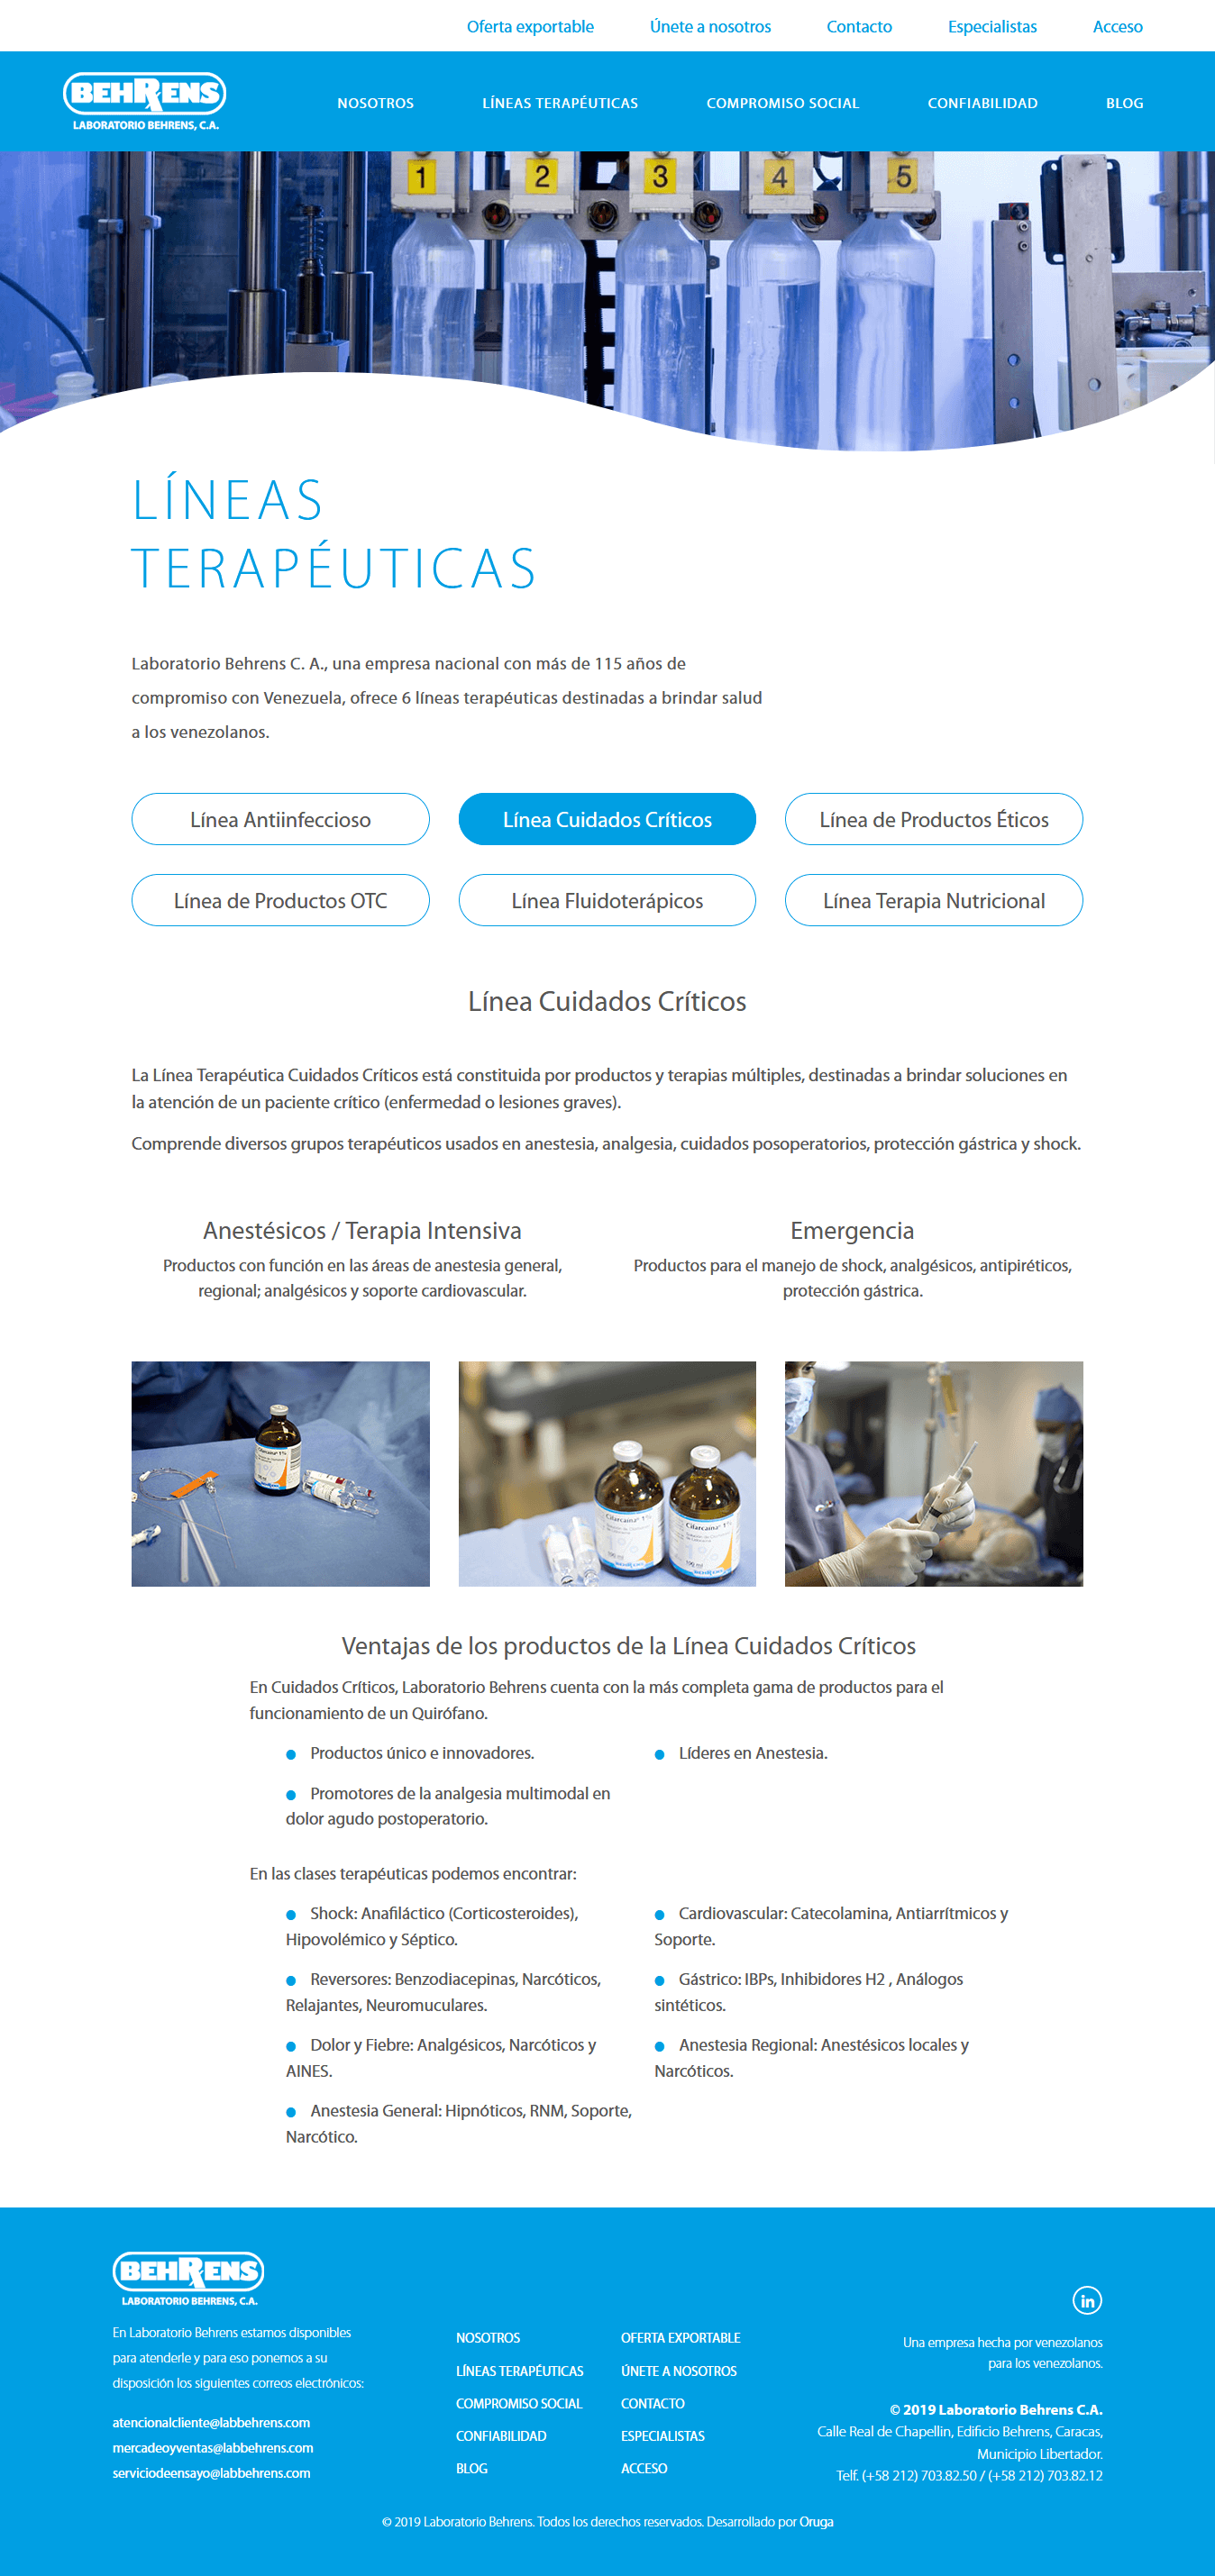 Oferta exportable
Únete a nosotros
Contacto
Especialistas
Acceso
BEHRENS
LABORATORIO BEHRENS, C.A.
NOSOTROS
LÍNEAS TERAPÉUTICAS
COMPROMISO SOCIAL
CONFIABILIDAD
BLOG
1
2
3
4
5
LÍNEAS
TERAPÉUTICAS
Laboratorio Behrens C. A., una empresa nacional con más de 115 años de
compromiso con Venezuela, ofrece 6 líneas terapéuticas destinadas a brindar salud
a los venezolanos.
Línea Antiinfeccioso
Línea Cuidados Críticos
Línea de Productos Éticos
Línea de Productos OTC
Línea Fluidoterápicos
Línea Terapia Nutricional
Línea Cuidados Críticos
La Línea Terapéutica Cuidados Críticos está constituida por productos y terapias múltiples, destinadas a brindar soluciones en
la atención de un paciente crítico (enfermedad o lesiones graves).
Comprende diversos grupos terapéuticos usados en anestesia, analgesia, cuidados posoperatorios, protección gástrica y shock.
Anestésicos / Terapia Intensiva
Productos con función en las áreas de anestesia general,
regional; analgésicos y soporte cardiovascular.
Emergencia
Productos para el manejo de shock, analgésicos, antipiréticos,
protección gástrica.
Cifarcaína® 1%
Cifarcaína® 1%
100 ml
BEHRENS
Cifarcaína® 1%
100 ml
BEHRENS
Ventajas de los productos de la Línea Cuidados Críticos
En Cuidados Críticos, Laboratorio Behrens cuenta con la más completa gama de productos para el
funcionamiento de un Quirófano.
Productos único e innovadores.
Líderes en Anestesia.
Promotores de la analgesia multimodal en
dolor agudo postoperatorio.
En las clases terapéuticas podemos encontrar:
Shock: Anafiláctico (Corticosteroides),
Hipovolémico y Séptico.
Cardiovascular: Catecolamina, Antiarrítmicos y
Soporte.
Reversores: Benzodiacepinas, Narcóticos,
Relajantes, Neuromuculares.
Gástrico: IBPs, Inhibidores H2 , Análogos
sintéticos.
Dolor y Fiebre: Analgésicos, Narcóticos y
AINES.
Anestesia Regional: Anestésicos locales y
Narcóticos.
Anestesia General: Hipnóticos, RNM, Soporte,
Narcótico.
BEHRENS
LABORATORIO BEHRENS, C.A.
En Laboratorio Behrens estamos disponibles
para atenderle y para eso ponemos a su
disposición los siguientes correos electrónicos:
atencionalcliente@labbehrens.com
mercadeoyventas@labbehrens.com
serviciodeensayo@labbehrens.com
NOSOTROS
LÍNEAS TERAPÉUTICAS
COMPROMISO SOCIAL
CONFIABILIDAD
BLOG
OFERTA EXPORTABLE
ÚNETE A NOSOTROS
CONTACTO
ESPECIALISTAS
ACCESO
in
Una empresa hecha por venezolanos
para los venezolanos.
© 2019 Laboratorio Behrens C.A.
Calle Real de Chapellin, Edificio Behrens, Caracas,
Municipio Libertador.
Telf. (+58 212) 703.82.50 / (+58 212) 703.82.12
© 2019 Laboratorio Behrens. Todos los derechos reservados. Desarrollado por Oruga